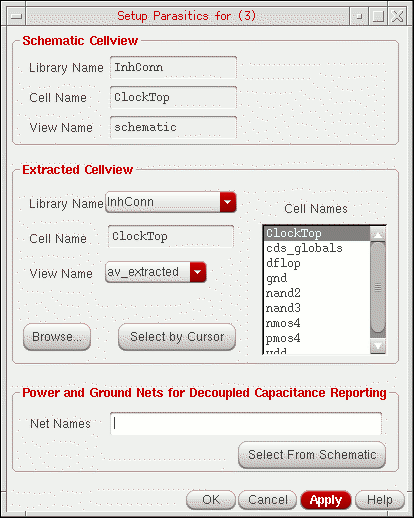 Setup Parasitics for (3)
Schematic Cellview
Library Name InhConn
Cell Name ClockTop
View Name schematic
Extracted Cellview
Library Name InhConn
Cell Name ClockTop
View Name av_extracted
Browse... Select by Cursor
Cell Names
ClockTop
cds_globals
dflop
gnd
nand2
nand3
nmos4
pmos4
vdd
Power and Ground Nets for Decoupled Capacitance Reporting
Net Names
Select From Schematic
OK Cancel Apply Help